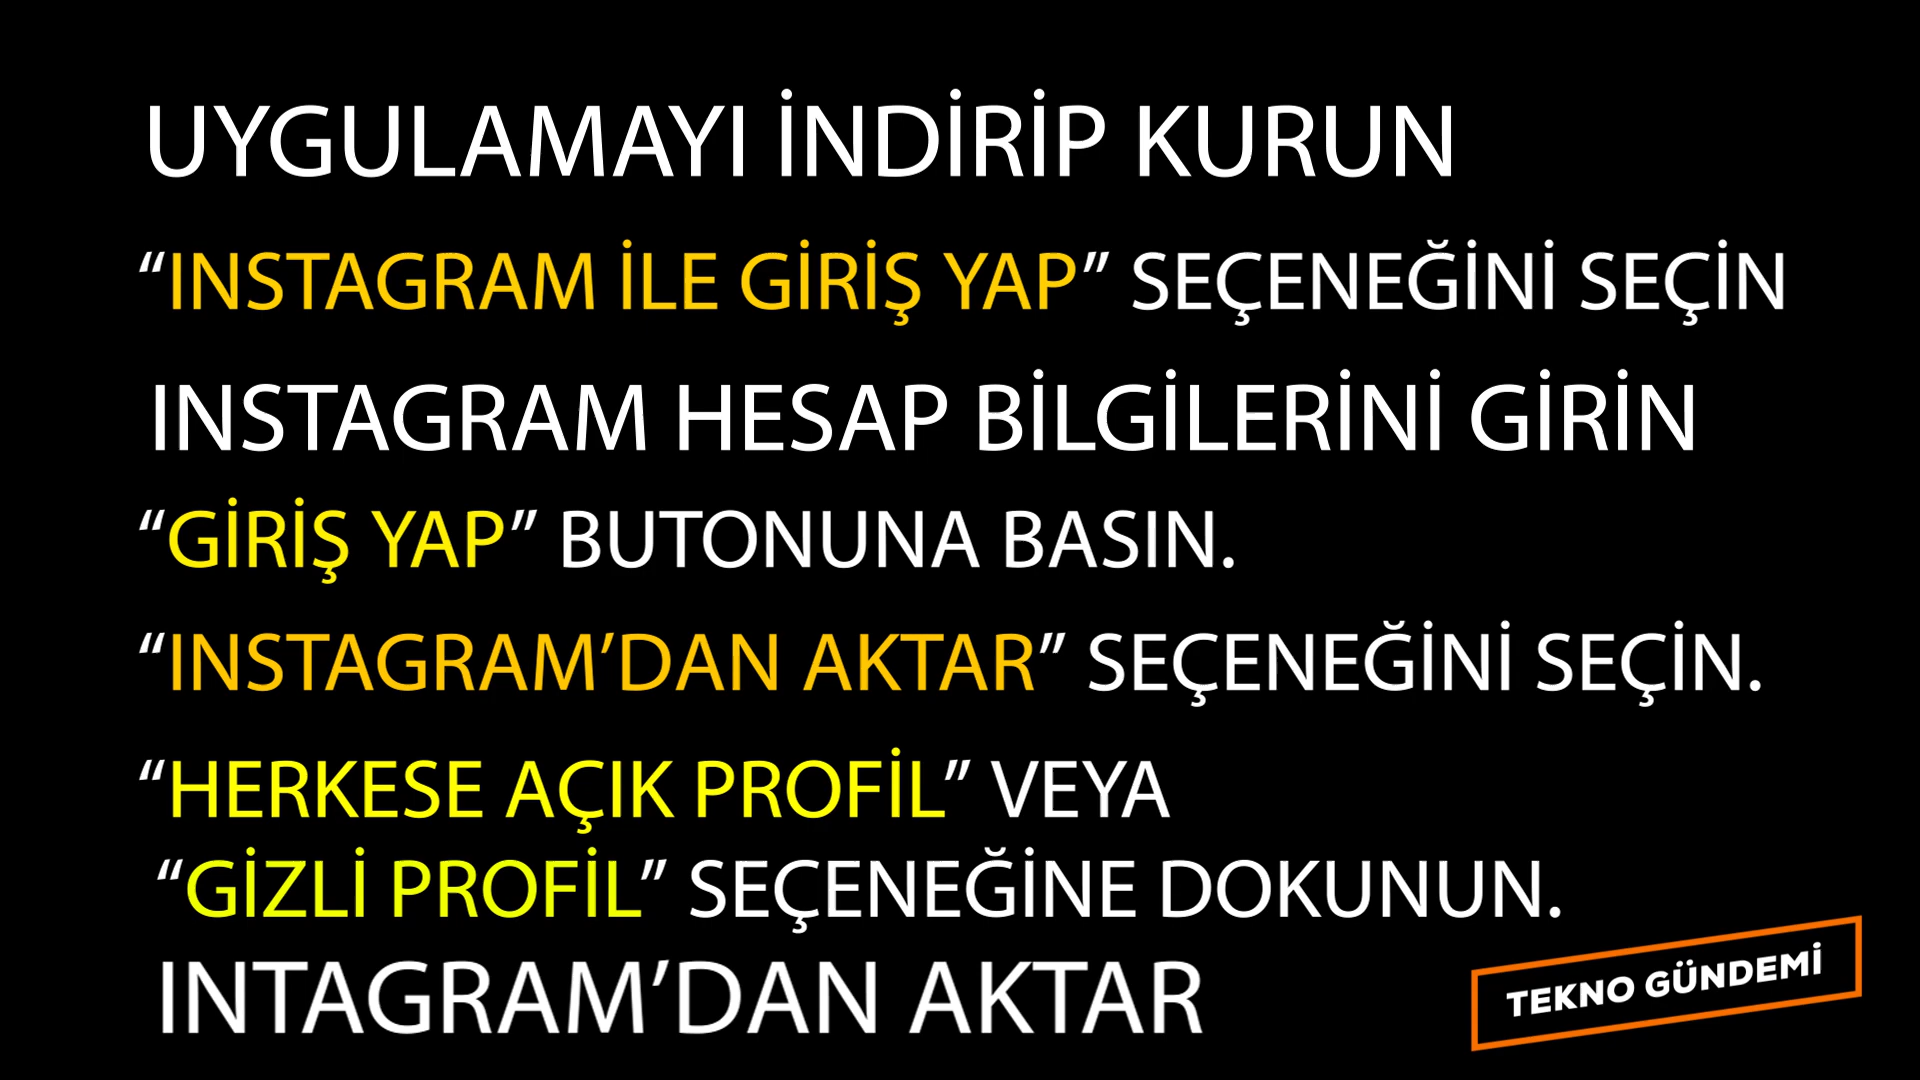 UYGULAMAYI İNDİRİP KURUN
“INSTAGRAM İLE GİRİŞ YAP” SEÇENEĞİNİ SEÇİN
INSTAGRAM HESAP BİLGİLERİNİ GİRİN
“GİRİŞ YAP” BUTONUNA BASIN.
“INSTAGRAM’DAN AKTAR” SEÇENEĞİNİ SEÇİN.
“HERKESE AÇIK PROFİL” VEYA
“GİZLİ PROFİL” SEÇENEĞİNE DOKUNUN.
INTAGRAM’DAN AKTAR
TEKNO GÜNDEMİ